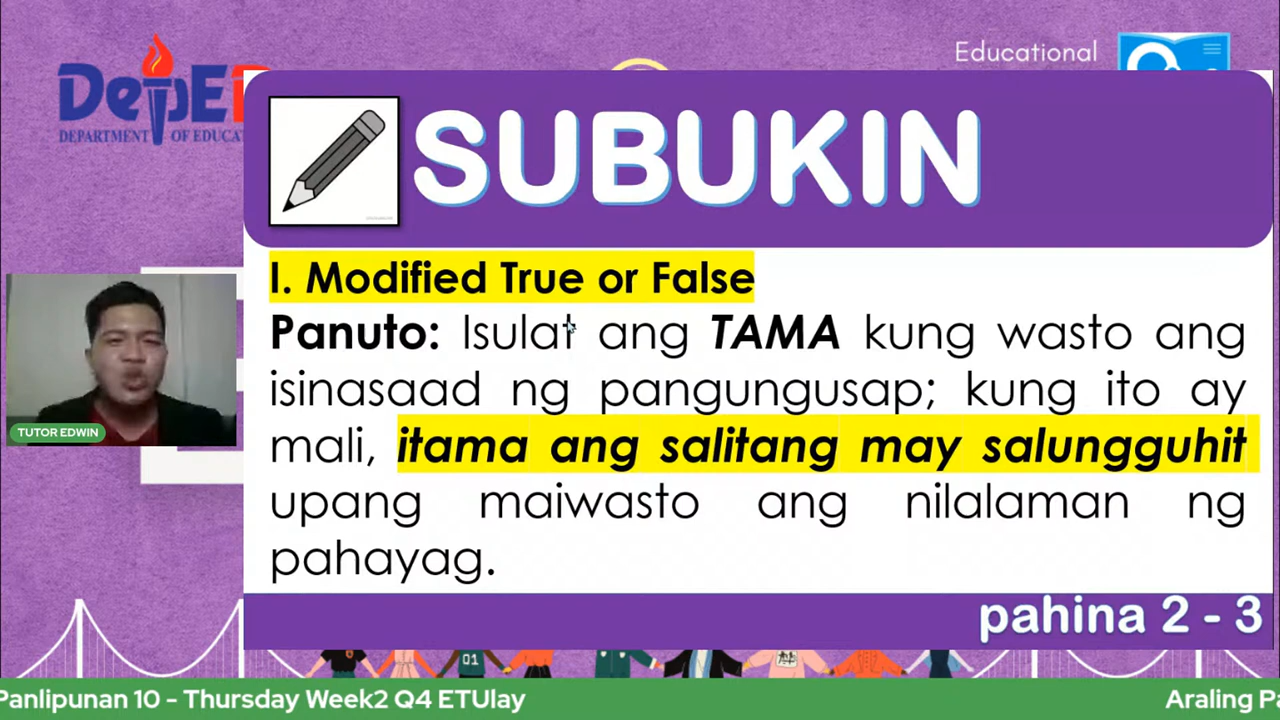 Educational
DepED
DEPARTMENT OF EDUCA
SUBUKIN
I. Modified True or False
Panuto: Isulat ang TAMA kung wasto ang
isinasaad ng pangungusap; kung ito ay
mali, itama ang salitang may salungguhit
upang maiwasto ang nilalaman ng
pahayag.
TUTOR EDWIN
pahina 2 - 3
01
Panlipunan 10 - Thursday Week2 Q4 ETUlay
Araling Pa